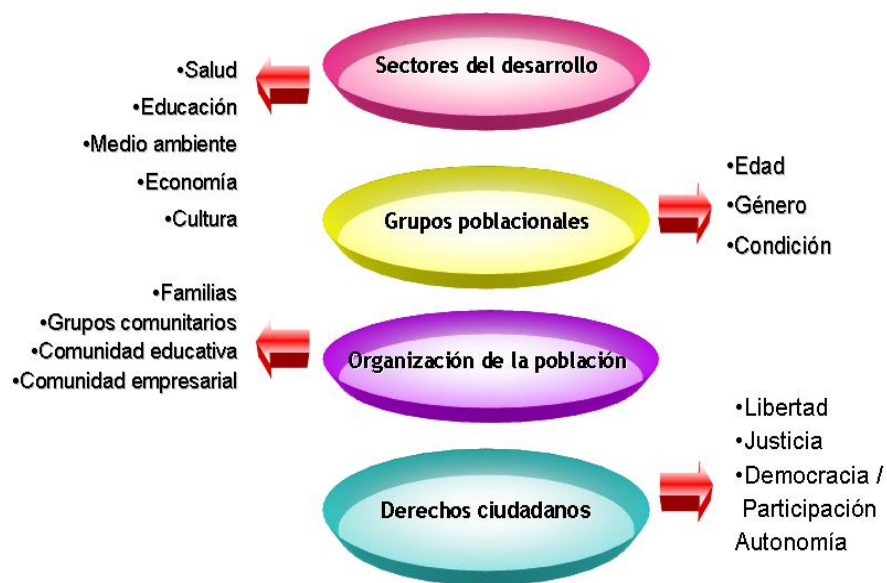 Sectores del desarrollo
•Salud
•Educación
•Medio ambiente
•Economía
•Cultura
Grupos poblacionales
•Edad
•Género
•Condición
Organización de la población
•Familias
•Grupos comunitarios
•Comunidad educativa
•Comunidad empresarial
Derechos ciudadanos
•Libertad
•Justicia
•Democracia /
Participación
Autonomía